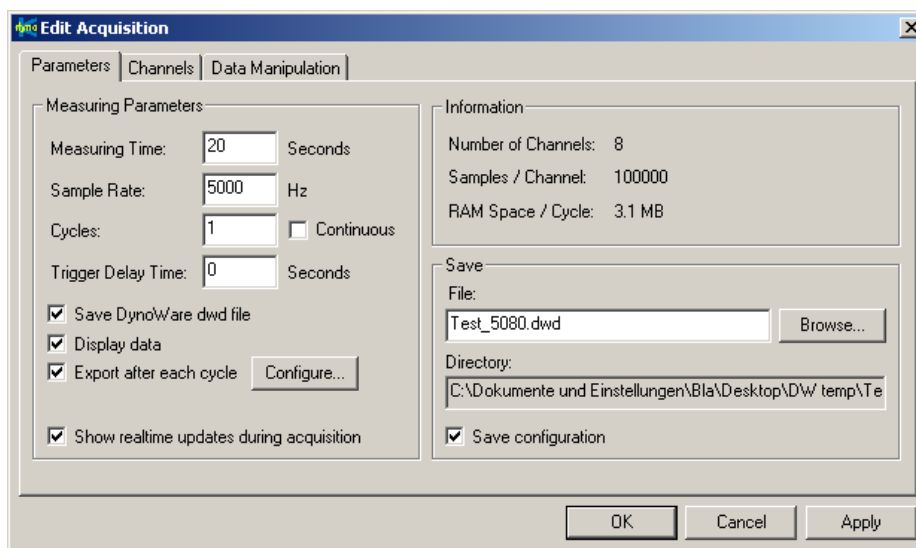 dyno Edit Acquisition
Parameters Channels Data Manipulation
Measuring Parameters
Measuring Time: 20 Seconds
Sample Rate: 5000 Hz
Cycles: 1 Continuous
Trigger Delay Time: 0 Seconds
Save DynoWare dwd file
Display data
Export after each cycle Configure...
Show realtime updates during acquisition
Information
Number of Channels: 8
Samples / Channel: 100000
RAM Space / Cycle: 3.1 MB
Save
File:
Test_5080.dwd Browse...
Directory:
C:\Dokumente und Einstellungen\Bla\Desktop\DW temp\Te
Save configuration
OK Cancel Apply